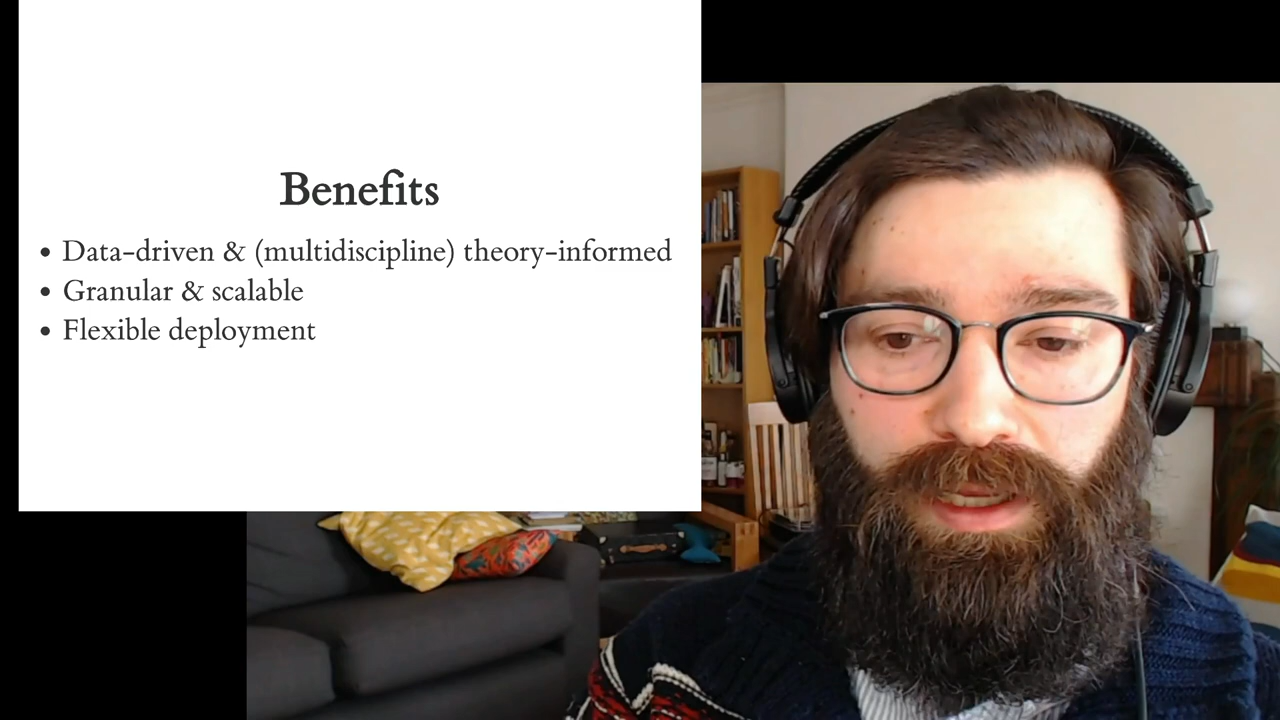 Benefits
Data-driven & (multidiscipline) theory-informed
Granular & scalable
Flexible deployment